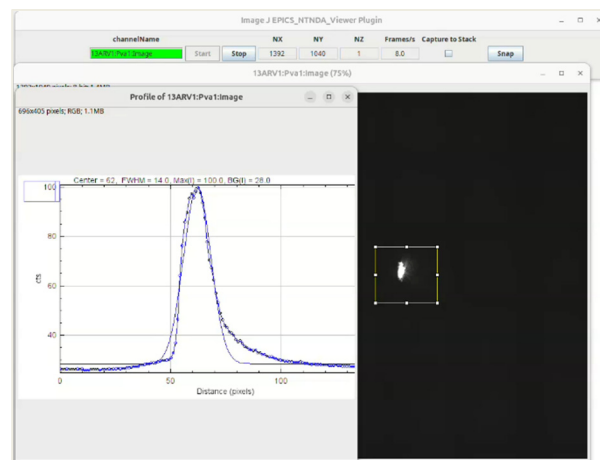 Image J EPICS_NTNDA_Viewer Plugin
channelName NX NY NZ Frames/s Capture to Stack
13ARV1:Pva1:Image Start Stop 1392 1040 1 8.0 Snap
13ARV1:Pva1:Image (75%)
Profile of 13ARV1:Pva1:Image
696x405 pixels; RGB; 1.1MB
Center = 62, FWHM = 14.0, Max(I) = 100.0, BG(I) = 28.0
100
80
cts
60
40
0 50 100
Distance (pixels)